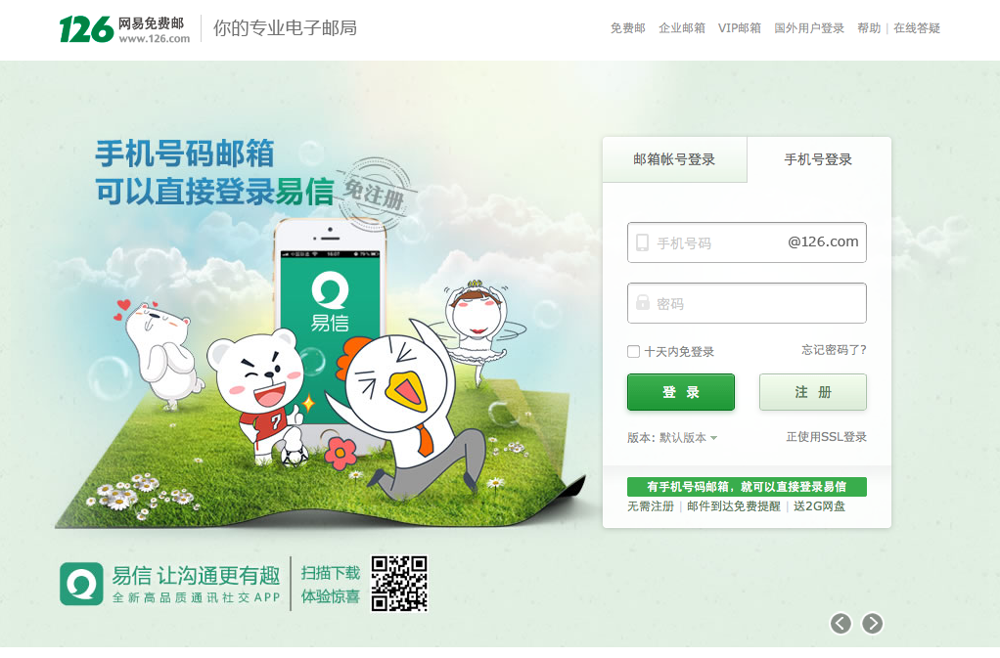 126 网易免费邮
www.126.com
你的专业电子邮局
免费邮 企业邮箱 VIP邮箱 国外用户登录 帮助 | 在线答疑
手机号码邮箱
可以直接登录易信
免注册
易信
7
邮箱帐号登录
手机号登录
手机号码 @126.com
密码
十天内免登录 忘记密码了?
登 录 注 册
版本: 默认版本 正使用SSL登录
有手机号码邮箱，就可以直接登录易信
无需注册 | 邮件到达免费提醒 | 送2G网盘
易信 让沟通更有趣
全新高品质通讯社交APP
扫描下载
体验惊喜